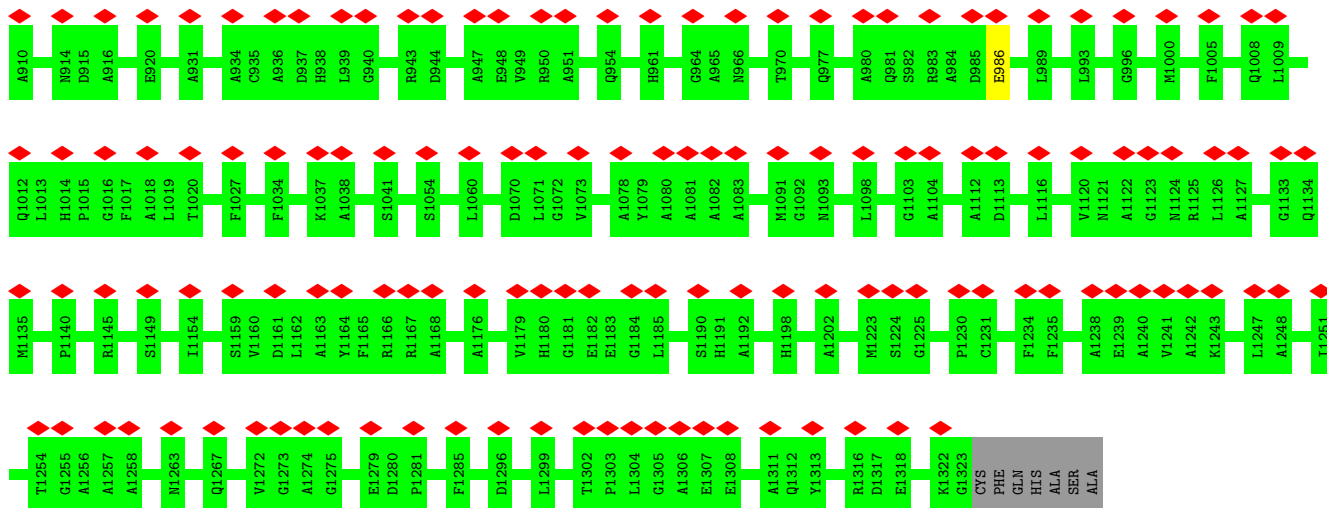 A910 N914 D915 A916 E920 A931 A934 C935 A936 D937 H938 L939 G940 R943 D944 A947 E948 V949 R950 A951 Q954 H961 G964 A965 N966 T970 Q977 A980 Q981 S982 R983 A984 D985 E986 L989 L993 G996 M1000 F1005 Q1008 L1009
Q1012 L1013 H1014 P1015 G1016 F1017 A1018 L1019 T1020 F1027 F1034 K1037 A1038 S1041 S1054 L1060 D1070 L1071 G1072 V1073 A1078 Y1079 A1080 A1081 A1082 A1083 M1091 G1092 N1093 L1098 G1103 A1104 A1112 D1113 L1116 V1120 N1121 A1122 G1123 N1124 R1125 L1126 A1127 G1133 Q1134
M1135 P1140 R1145 S1149 I1154 S1159 V1160 D1161 L1162 A1163 Y1164 F1165 R1166 R1167 A1168 A1176 V1179 H1180 G1181 E1182 E1183 G1184 L1185 S1190 H1191 A1192 H1198 A1202 M1223 S1224 G1225 P1230 C1231 F1234 F1235 A1238 E1239 A1240 V1241 A1242 K1243 L1247 A1248 I1251
T1254 G1255 A1256 A1257 A1258 N1263 Q1267 V1272 G1273 A1274 G1275 E1279 D1280 P1281 F1285 D1296 L1299 T1302 P1303 L1304 G1305 A1306 E1307 E1308 A1311 Q1312 Y1313 R1316 D1317 E1318 K1322 G1323 CYS PHE GLN HIS ALA SER ALA